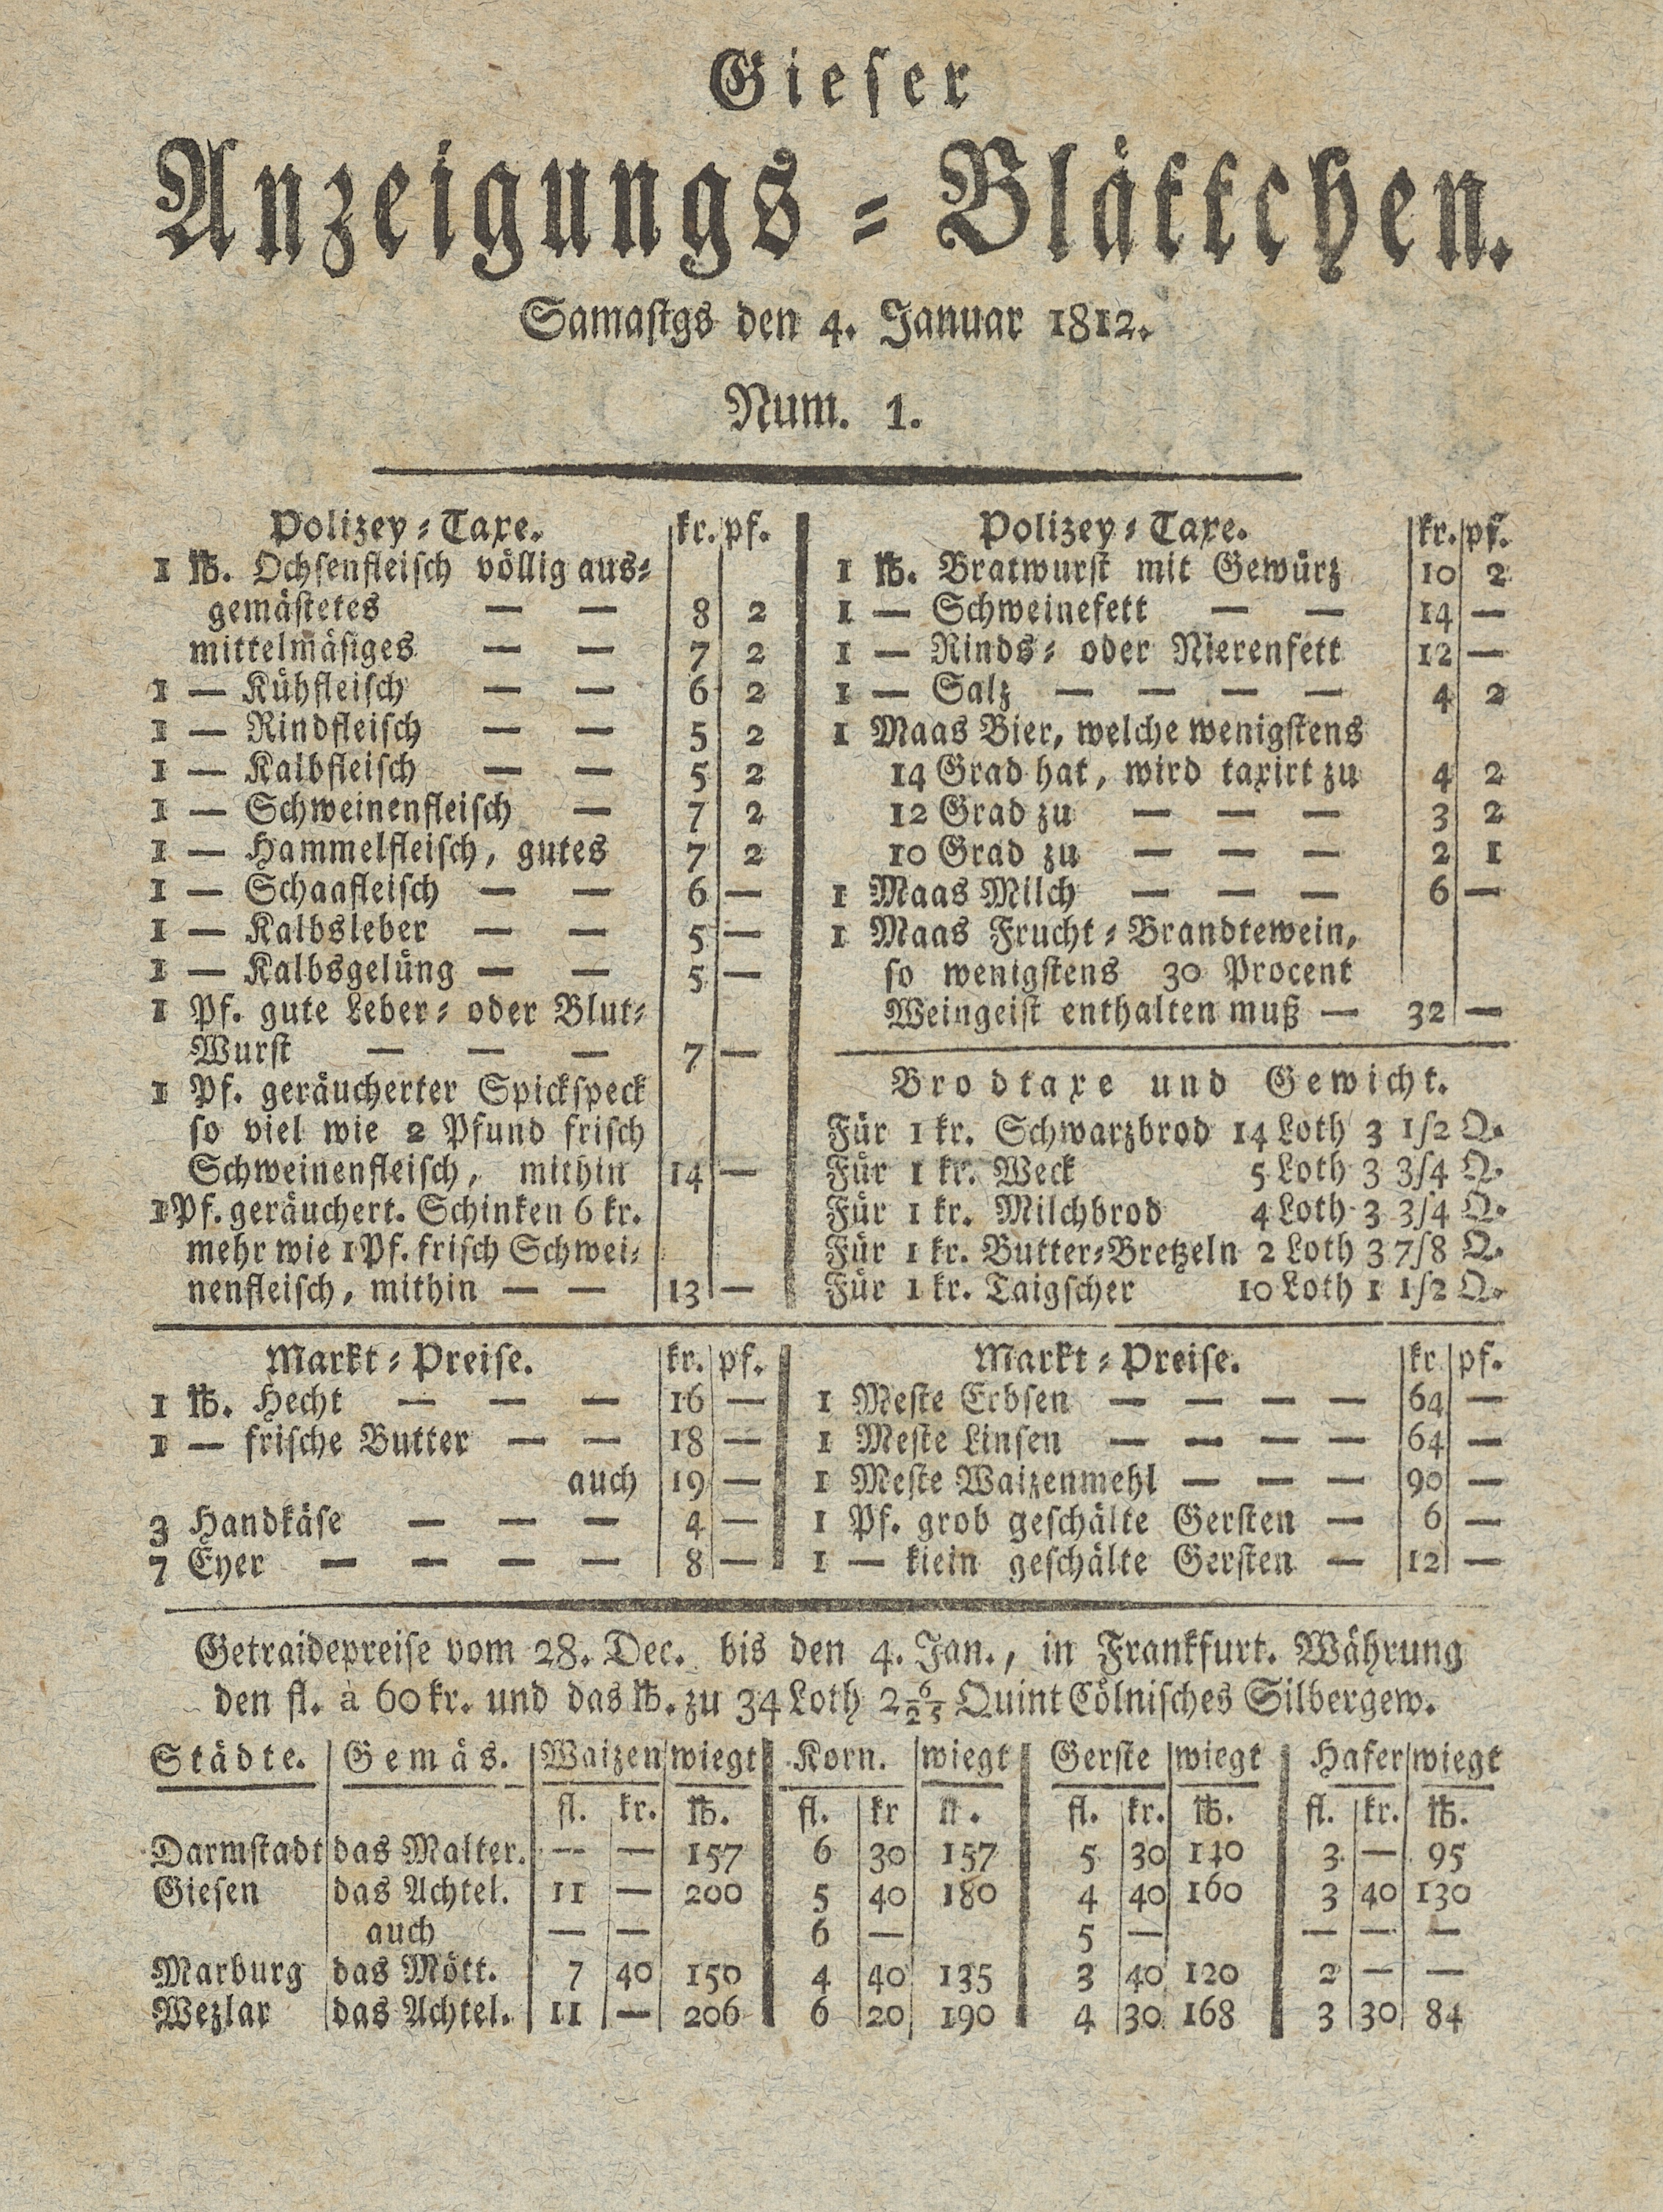 Gieser
Anzeigungs-Blättchen.
Samastgs den 4. Januar 1812.
Num. 1.
Polizey-Taxe. kr. pf.
1 ℔. Ochsenfleisch völlig aus-
gemästetes — — 8 2
mittelmäsiges — — 7 2
1 — Kühfleisch — — 6 2
1 — Rindfleisch — — 5 2
1 — Kalbfleisch — — 5 2
1 — Schweinenfleisch — 7 2
1 — Hammelfleisch, gutes 7 2
1 — Schaafleisch — — 6 —
1 — Kalbsleber — — 5 —
1 — Kalbsgelüng — — 5 —
1 Pf. gute Leber- oder Blut-
Wurst — — — 7 —
1 Pf. geräucherter Spickspeck
so viel wie 2 Pfund frisch
Schweinenfleisch, mithin 14 —
1 Pf. geräuchert. Schinken 6 kr.
mehr wie 1 Pf. frisch Schwei-
nenfleisch, mithin — — 13 —
Polizey-Taxe. kr. pf.
1 ℔. Bratwurst mit Gewürz 10 2
1 — Schweinefett — — 14 —
1 — Rinds- oder Nierenfett 12 —
1 — Salz — — — — 4 2
1 Maas Bier, welche wenigstens
14 Grad hat, wird taxirt zu 4 2
12 Grad zu — — — 3 2
10 Grad zu — — — 2 1
1 Maas Milch — — — 6 —
1 Maas Frucht-Brandtewein,
so wenigstens 30 Procent
Weingeist enthalten muß — 32 —
Brodtaxe und Gewicht.
Für 1 kr. Schwarzbrod 14 Loth 3 1/2 Q.
Für 1 kr. Weck 5 Loth 3 3/4 Q.
Für 1 kr. Milchbrod 4 Loth 3 3/4 Q.
Für 1 kr. Butter-Bretzeln 2 Loth 3 7/8 Q.
Für 1 kr. Taigscher 10 Loth 1 1/2 Q.
Markt-Preise. kr. pf.
1 ℔. Hecht — — — 16 —
1 — frische Butter — — 18 —
auch 19 —
3 Handkäse — — — 4 —
7 Eyer — — — — 8 —
Markt-Preise. kr pf.
1 Meste Erbsen — — — — 64 —
1 Meste Linsen — — — — 64 —
1 Meste Waizenmehl — — — 90 —
1 Pf. grob geschälte Gersten — 6 —
1 — kiein geschälte Gersten — 12 —
Getraidepreise vom 28. Dec. bis den 4. Jan., in Frankfurt. Währung
den fl. à 60 kr. und das ℔. zu 34 Loth 2 6/25 Quint Cölnisches Silbergew.
Städte. Gemäs. Waizen wiegt Korn. wiegt Gerste wiegt Hafer wiegt
fl. kr. ℔. fl. kr ℔. fl. kr. ℔. fl. kr. ℔.
Darmstadt das Malter. — — 157 6 30 157 5 30 140 3 — 95
Giesen das Achtel. 11 — 200 5 40 180 4 40 160 3 40 130
auch — — 6 — 5 — — — —
Marburg das Mött. 7 40 150 4 40 135 3 40 120 2 — —
Wezlar das Achtel. 11 — 206 6 20 190 4 30 168 3 30 84